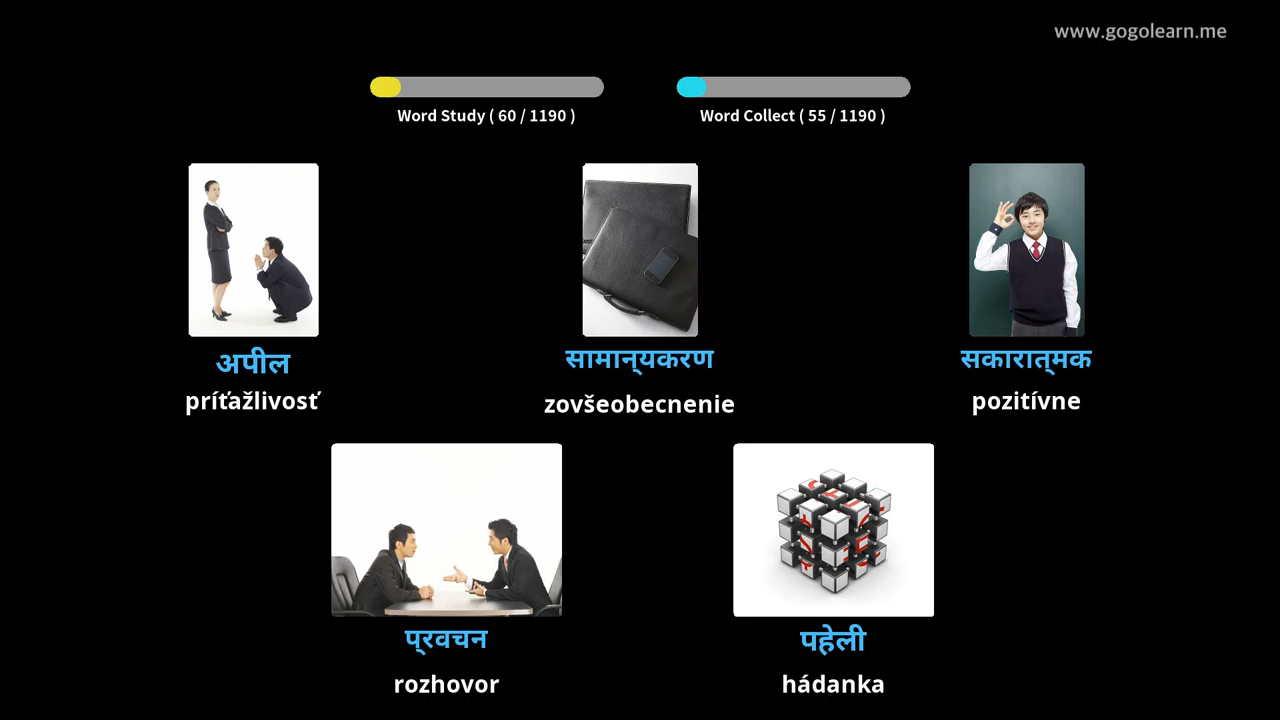 www.gogolearn.me
Word Study ( 60 / 1190 )
Word Collect ( 55 / 1190 )
अपील
príťažlivosť
सामान्यकरण
zovšeobecnenie
सकारात्मक
pozitívne
प्रवचन
rozhovor
पहेली
hádanka